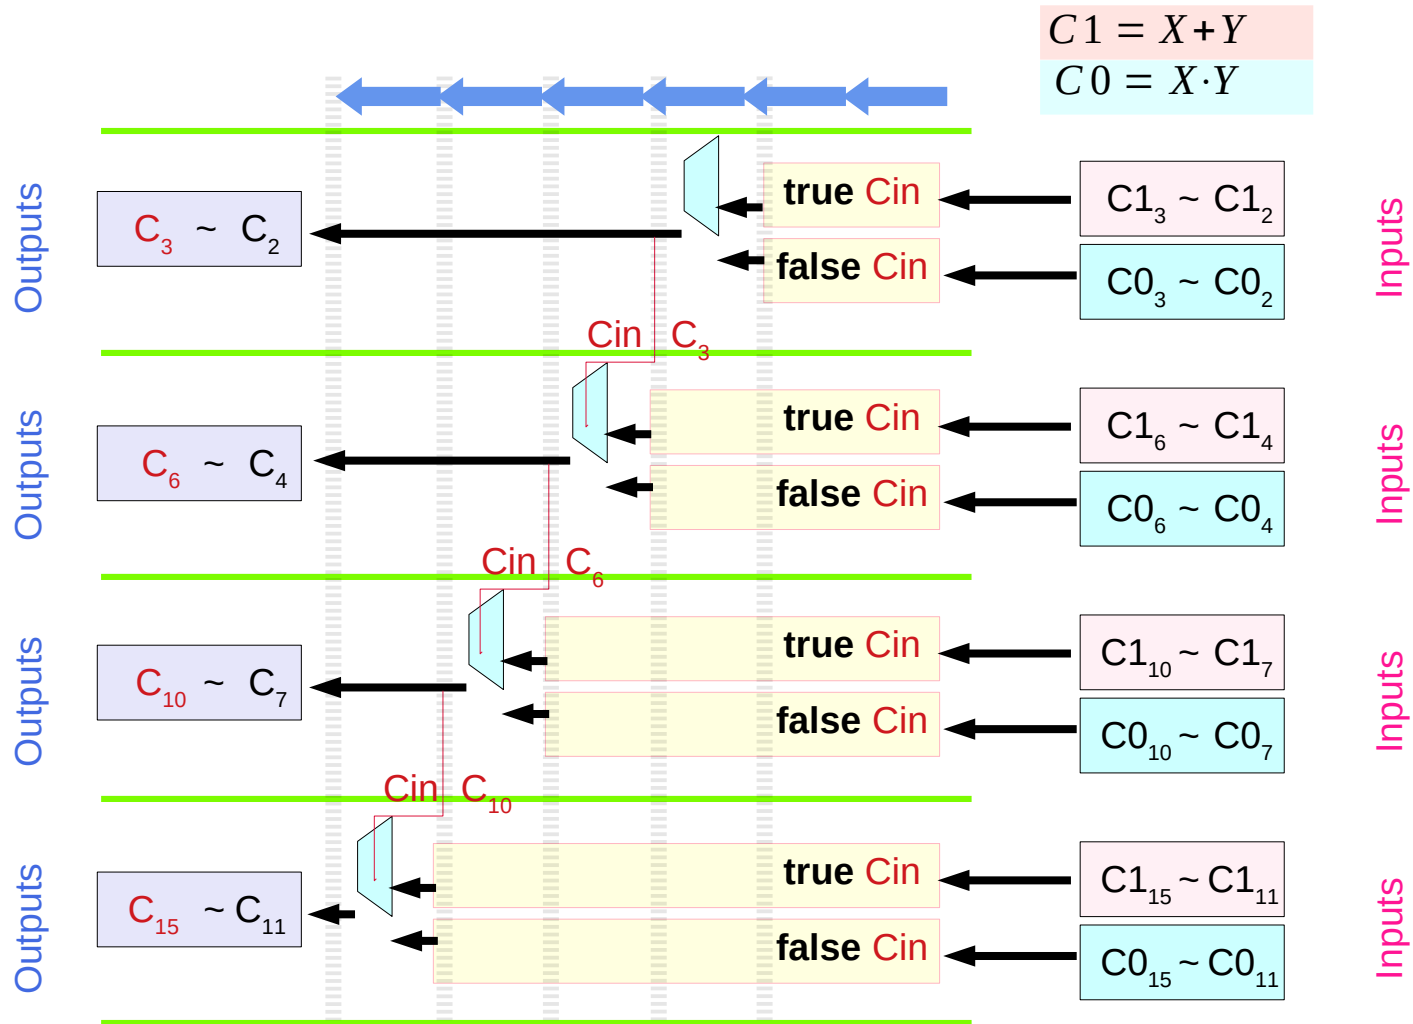 C1 = X+Y
C0 = X·Y
Outputs
C₃ ~ C₂
true Cin
false Cin
C1₃ ~ C1₂
C0₃ ~ C0₂
Inputs
Cin C₃
Outputs
C₆ ~ C₄
true Cin
false Cin
C1₆ ~ C1₄
C0₆ ~ C0₄
Inputs
Cin C₆
Outputs
C₁₀ ~ C₇
true Cin
false Cin
C1₁₀ ~ C1₇
C0₁₀ ~ C0₇
Inputs
Cin C₁₀
Outputs
C₁₅ ~ C₁₁
true Cin
false Cin
C1₁₅ ~ C1₁₁
C0₁₅ ~ C0₁₁
Inputs